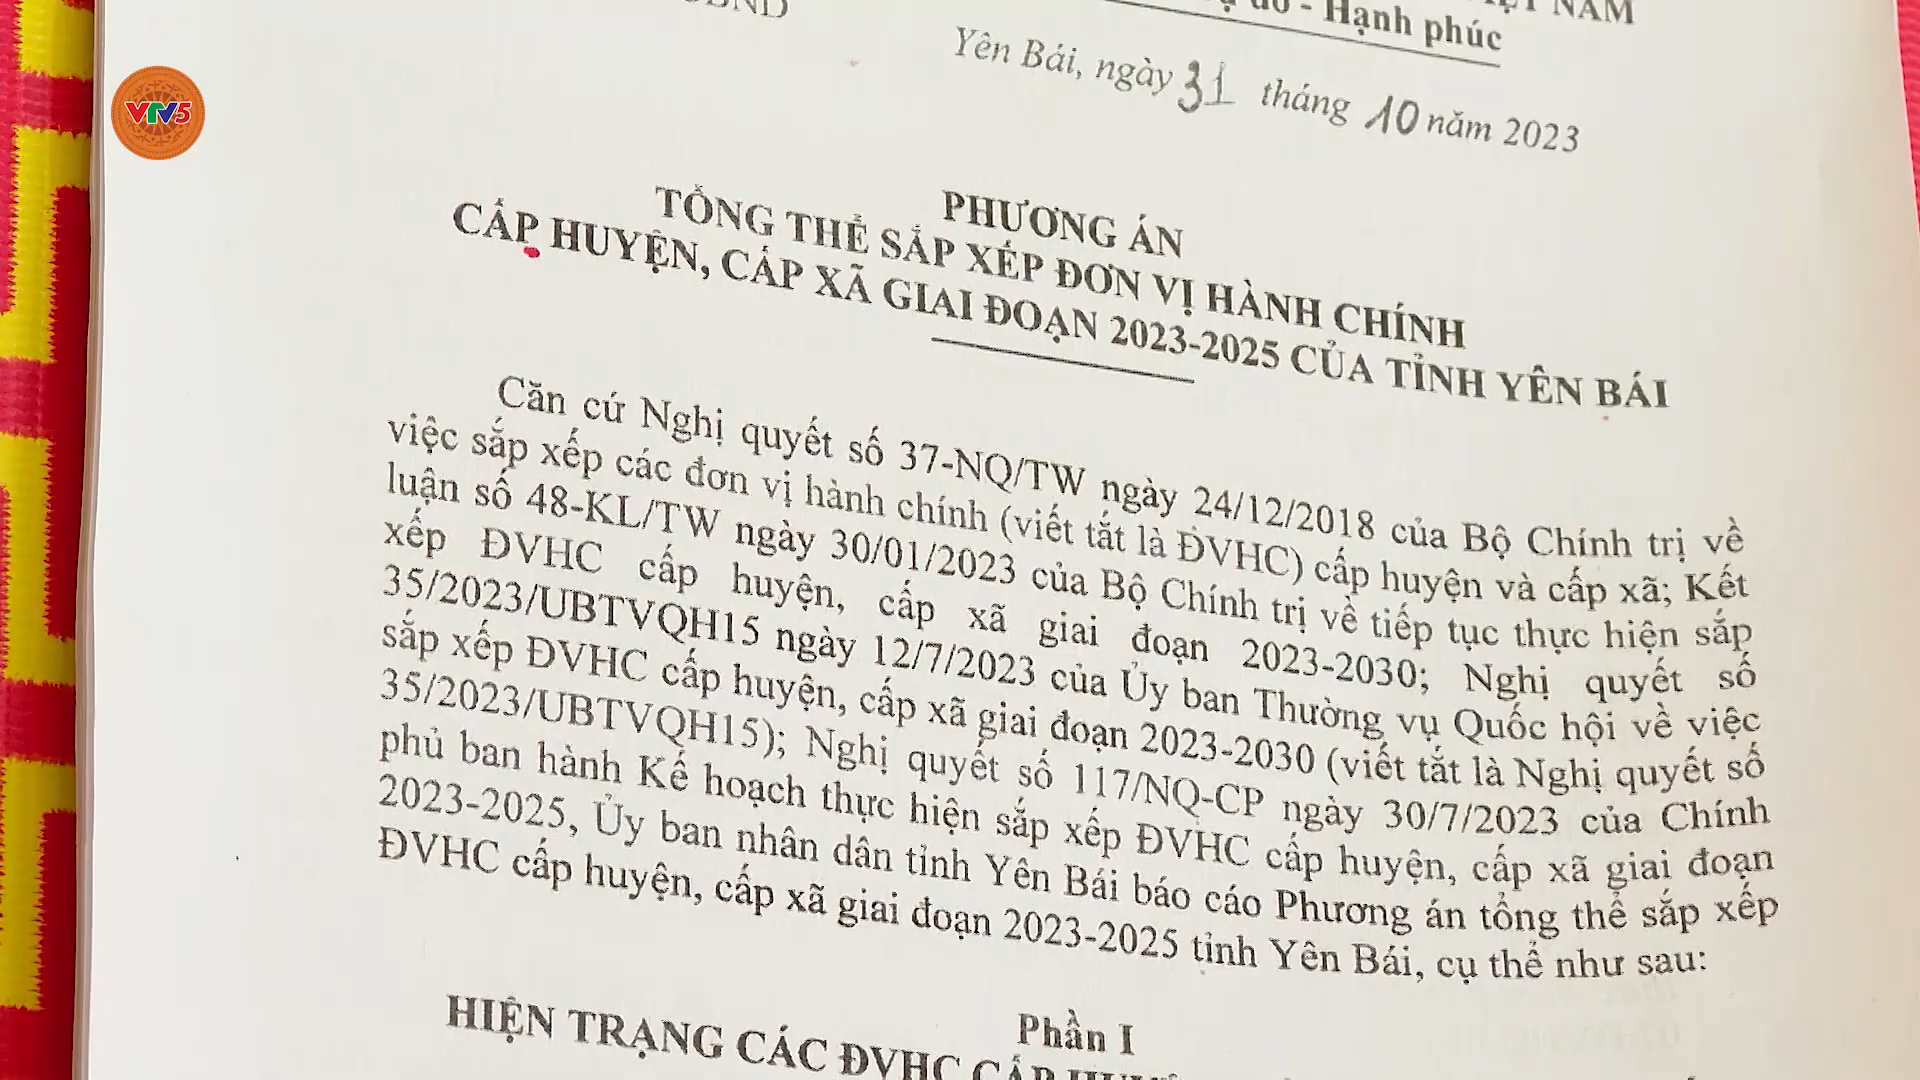 VTV5
- Hạnh phúc
NAM
Yên Bái, ngày 31 tháng 10 năm 2023
PHƯƠNG ÁN
TỔNG THỂ SẮP XẾP ĐƠN VỊ HÀNH CHÍNH
CẤP HUYỆN, CẤP XÃ GIAI ĐOẠN 2023-2025 CỦA TỈNH YÊN BÁI
Căn cứ Nghị quyết số 37-NQ/TW ngày 24/12/2018 của Bộ Chính trị về
việc sắp xếp các đơn vị hành chính (viết tắt là ĐVHC) cấp huyện và cấp xã; Kết
luận số 48-KL/TW ngày 30/01/2023 của Bộ Chính trị về tiếp tục thực hiện sắp
xếp ĐVHC cấp huyện, cấp xã giai đoạn 2023-2030; Nghị quyết số
35/2023/UBTVQH15 ngày 12/7/2023 của Ủy ban Thường vụ Quốc hội về việc
sắp xếp ĐVHC cấp huyện, cấp xã giai đoạn 2023-2030 (viết tắt là Nghị quyết số
35/2023/UBTVQH15); Nghị quyết số 117/NQ-CP ngày 30/7/2023 của Chính
phủ ban hành Kế hoạch thực hiện sắp xếp ĐVHC cấp huyện, cấp xã giai đoạn
2023-2025, Ủy ban nhân dân tỉnh Yên Bái báo cáo Phương án tổng thể sắp xếp
ĐVHC cấp huyện, cấp xã giai đoạn 2023-2025 tỉnh Yên Bái, cụ thể như sau:
Phần I
HIỆN TRẠNG CÁC ĐVHC CẤP